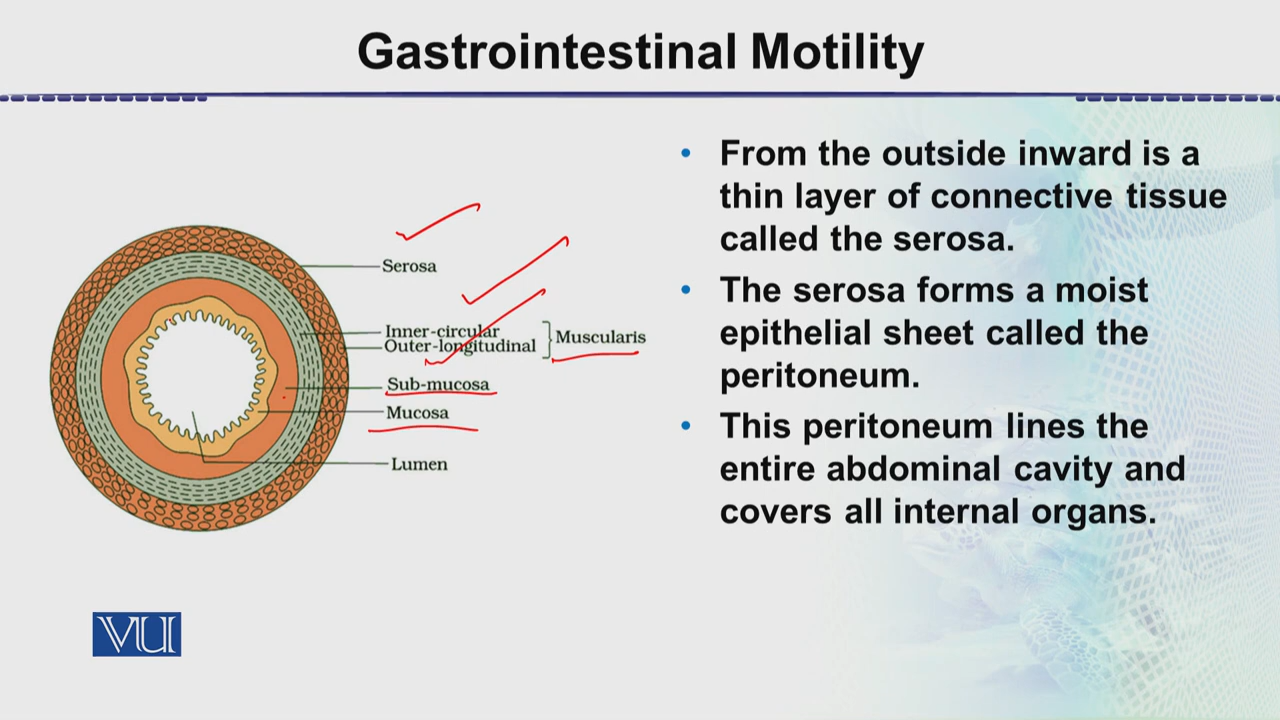 Gastrointestinal Motility
Serosa
Inner-circular
Outer-longitudinal
Muscularis
Sub-mucosa
Mucosa
Lumen
• From the outside inward is a
thin layer of connective tissue
called the serosa.
• The serosa forms a moist
epithelial sheet called the
peritoneum.
• This peritoneum lines the
entire abdominal cavity and
covers all internal organs.
VU